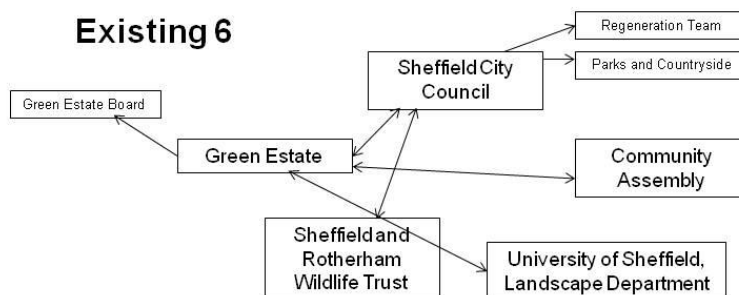 Existing 6
Regeneration Team
Sheffield City
Council
Parks and Countryside
Green Estate Board
Green Estate
Community
Assembly
Sheffield and
Rotherham
Wildlife Trust
University of Sheffield,
Landscape Department